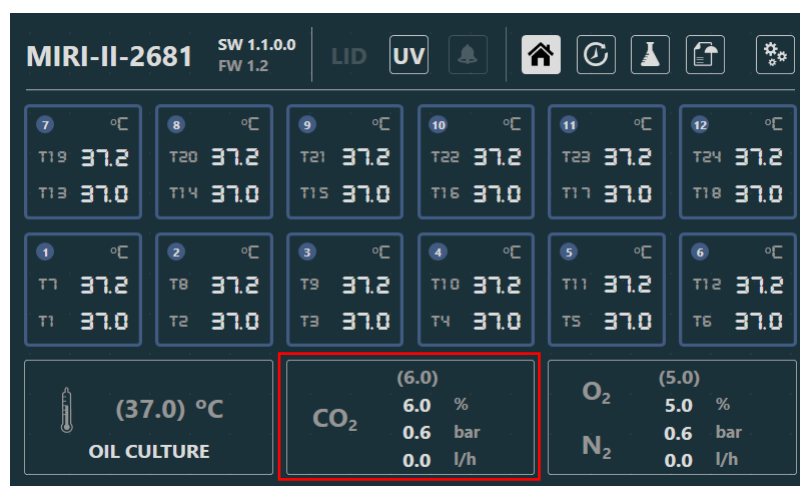 MIRI-II-2681 SW 1.1.0.0 LID UV
FW 1.2
7 °C 8 °C 9 °C 10 °C 11 °C 12 °C
T19 37.2 T20 37.2 T21 37.2 T22 37.2 T23 37.2 T24 37.2
T13 37.0 T14 37.0 T15 37.0 T16 37.0 T17 37.0 T18 37.0
1 °C 2 °C 3 °C 4 °C 5 °C 6 °C
T7 37.2 T8 37.2 T9 37.2 T10 37.2 T11 37.2 T12 37.2
T1 37.0 T2 37.0 T3 37.0 T4 37.0 T5 37.0 T6 37.0
(37.0) °C
OIL CULTURE
CO₂
(6.0)
6.0 %
0.6 bar
0.0 l/h
O₂
N₂
(5.0)
5.0 %
0.6 bar
0.0 l/h